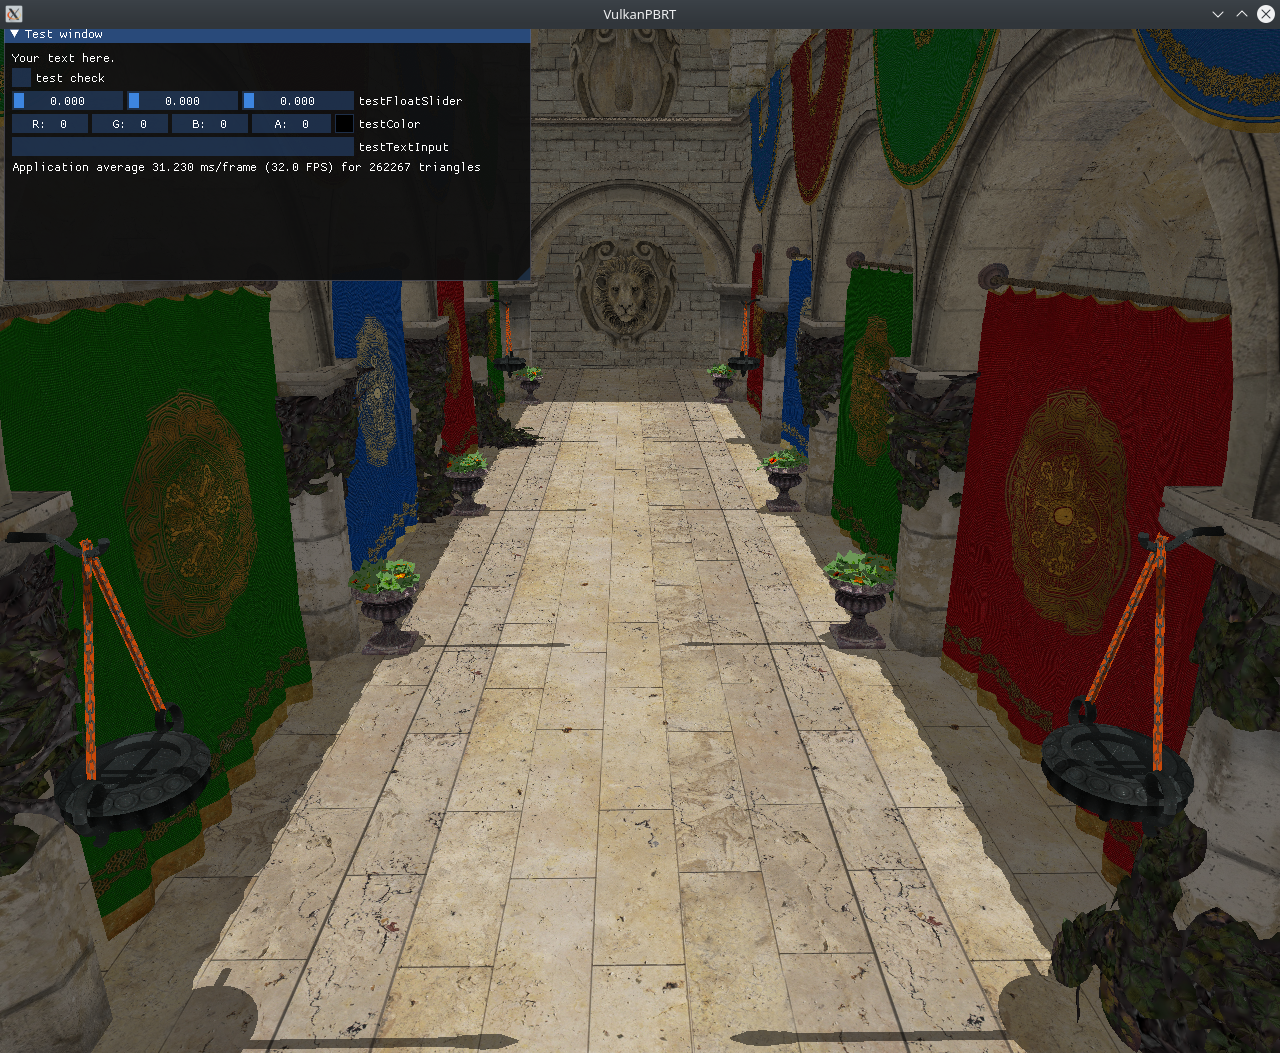 VulkanPBRT
Test window
Your text here.
test check
0.000 0.000 0.000 testFloatSlider
R: 0 G: 0 B: 0 A: 0 testColor
testTextInput
Application average 31.230 ms/frame (32.0 FPS) for 262267 triangles